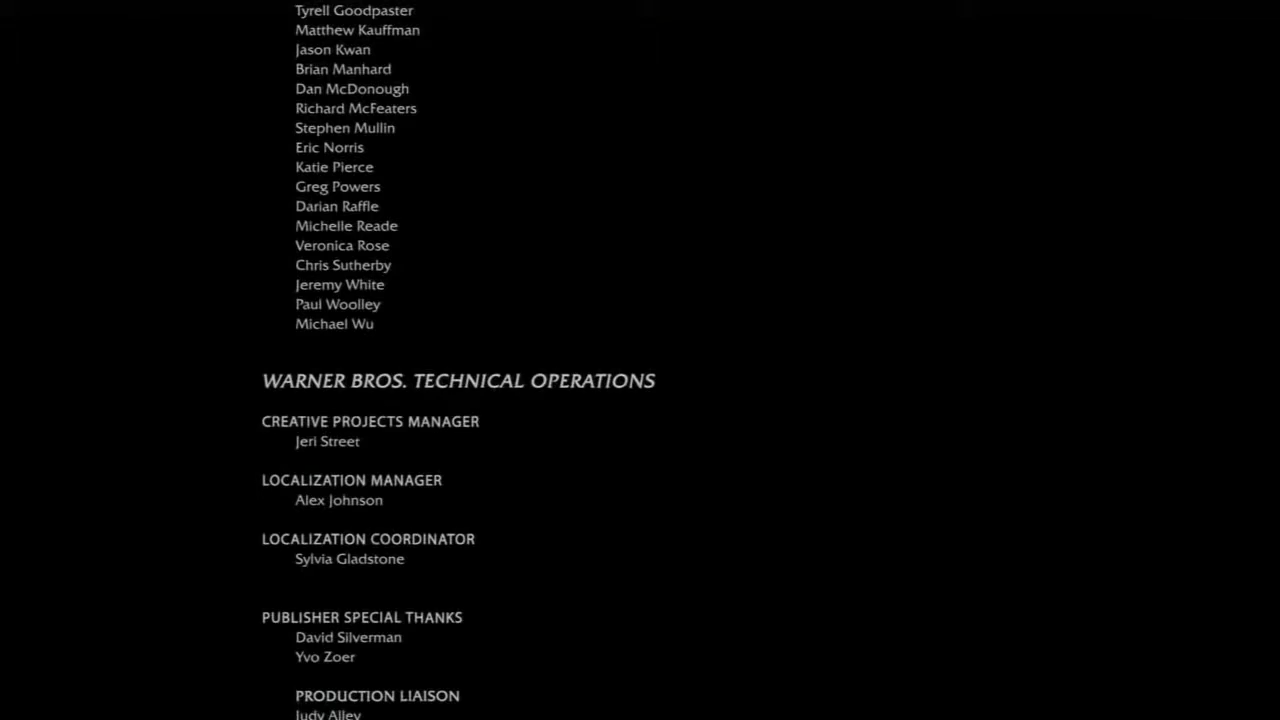 Tyrell Goodpaster
Matthew Kauffman
Jason Kwan
Brian Manhard
Dan McDonough
Richard McFeaters
Stephen Mullin
Eric Norris
Katie Pierce
Greg Powers
Darian Raffle
Michelle Reade
Veronica Rose
Chris Sutherby
Jeremy White
Paul Woolley
Michael Wu
WARNER BROS. TECHNICAL OPERATIONS
CREATIVE PROJECTS MANAGER
Jeri Street
LOCALIZATION MANAGER
Alex Johnson
LOCALIZATION COORDINATOR
Sylvia Gladstone
PUBLISHER SPECIAL THANKS
David Silverman
Yvo Zoer
PRODUCTION LIAISON
Judy Alley